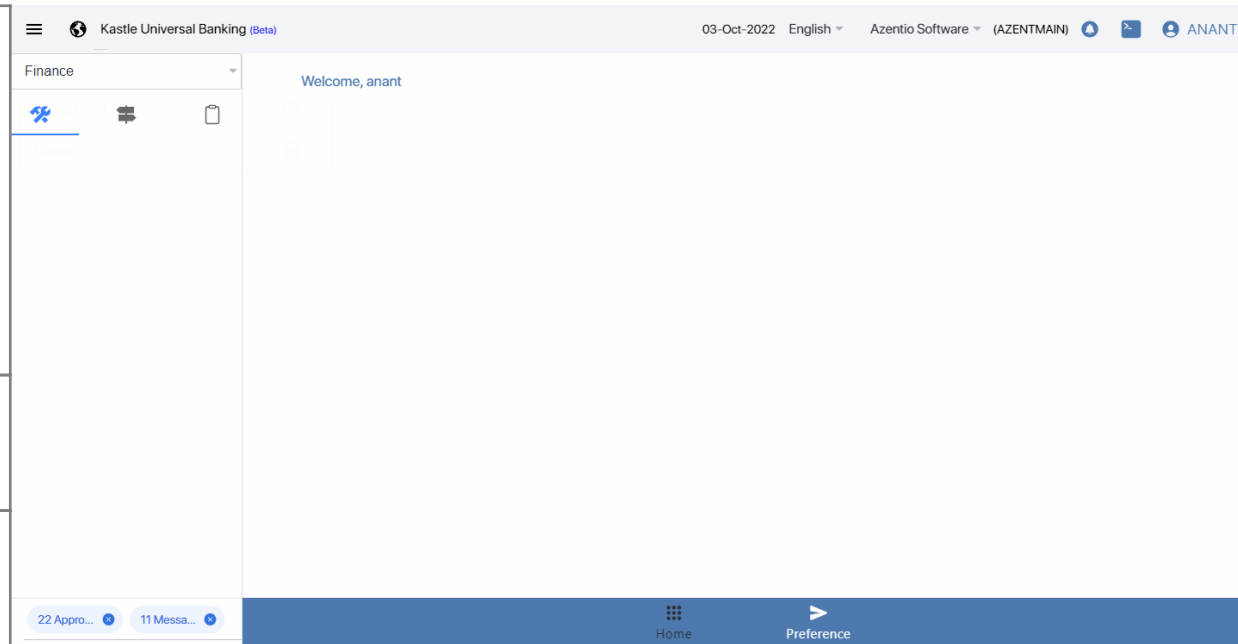 Kastle Universal Banking (Beta) 03-Oct-2022 English Azentio Software (AZENTMAIN) ANANT
Finance
Welcome, anant
22 Appro... 11 Messa...
Home Preference